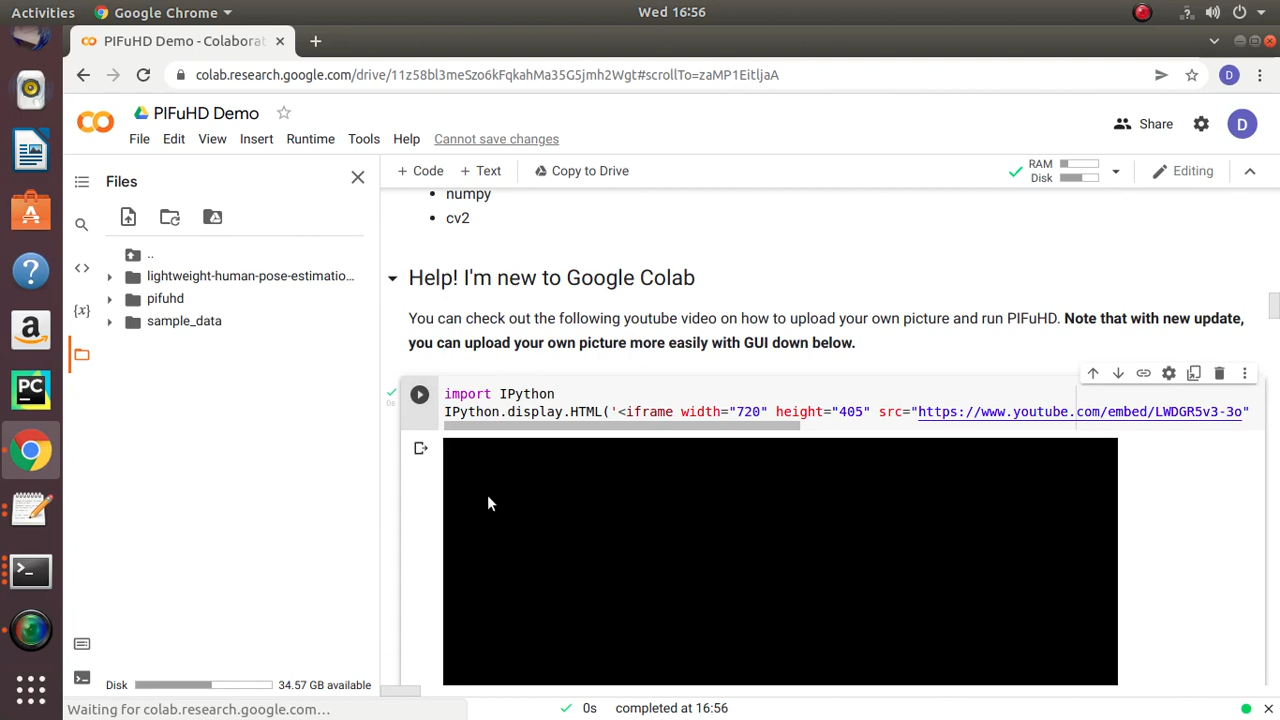 Activities
Google Chrome
Wed 16:56
PIFuHD Demo - Colaborat
colab.research.google.com/drive/11z58bl3meSzo6kFqkahMa35G5jmh2Wgt#scrollTo=zaMP1EitljaA
D
PIFuHD Demo
File Edit View Insert Runtime Tools Help Cannot save changes
Share
D
Files
+ Code + Text Copy to Drive
RAM
Disk
Editing
numpy
cv2
..
lightweight-human-pose-estimatio...
pifuhd
sample_data
Help! I'm new to Google Colab
You can check out the following youtube video on how to upload your own picture and run PIFuHD. Note that with new update,
you can upload your own picture more easily with GUI down below.
0s
import IPython
IPython.display.HTML('<iframe width="720" height="405" src="https://www.youtube.com/embed/LWDGR5v3-3o"
PC
Disk 34.57 GB available
Waiting for colab.research.google.com...
0s completed at 16:56